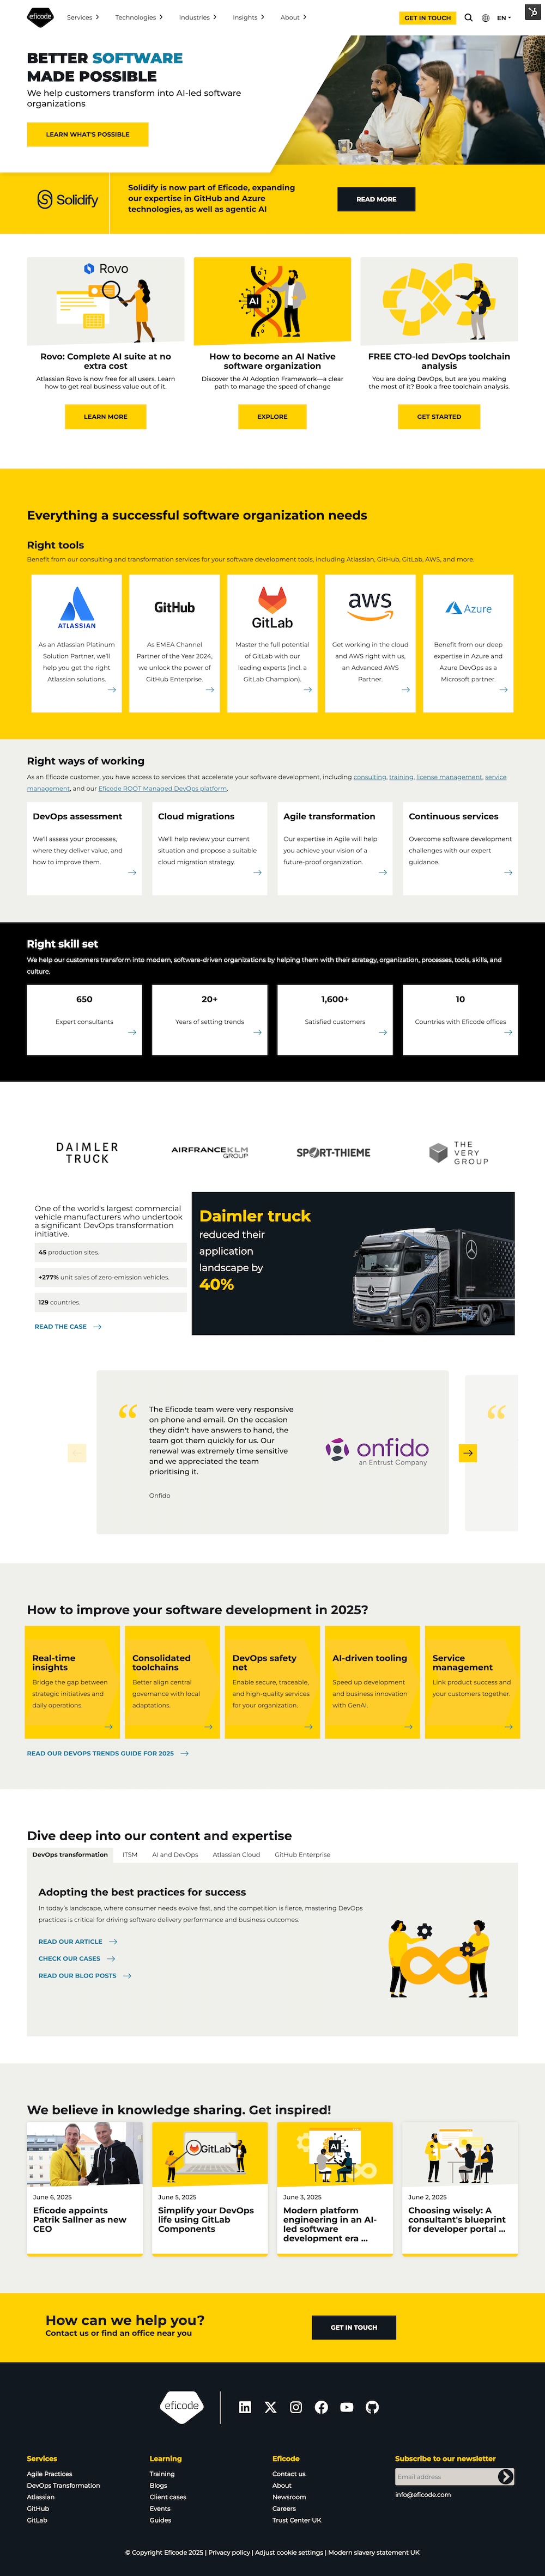 eficode
Services
Technologies
Industries
Insights
About
GET IN TOUCH
EN
BETTER SOFTWARE
MADE POSSIBLE
We help customers transform into AI-led software
organizations
LEARN WHAT'S POSSIBLE
Solidify
Solidify is now part of Eficode, expanding
our expertise in GitHub and Azure
technologies, as well as agentic AI
READ MORE
Rovo
Rovo: Complete AI suite at no
extra cost
Atlassian Rovo is now free for all users. Learn
how to get real business value out of it.
LEARN MORE
AI
How to become an AI Native
software organization
Discover the AI Adoption Framework—a clear
path to manage the speed of change
EXPLORE
FREE CTO-led DevOps toolchain
analysis
You are doing DevOps, but are you making
the most of it? Book a free toolchain analysis.
GET STARTED
Everything a successful software organization needs
Right tools
Benefit from our consulting and transformation services for your software development tools, including Atlassian, GitHub, GitLab, AWS, and more.
ATLASSIAN
As an Atlassian Platinum
Solution Partner, we'll
help you get the right
Atlassian solutions.
GitHub
As EMEA Channel
Partner of the Year 2024,
we unlock the power of
GitHub Enterprise.
GitLab
Master the full potential
of GitLab with our
leading experts (incl. a
GitLab Champion).
aws
Get working in the cloud
and AWS right with us,
an Advanced AWS
Partner.
Azure
Benefit from our deep
expertise in Azure and
Azure DevOps as a
Microsoft partner.
Right ways of working
As an Eficode customer, you have access to services that accelerate your software development, including consulting, training, license management, service
management, and our Eficode ROOT Managed DevOps platform.
DevOps assessment
We'll assess your processes,
where they deliver value, and
how to improve them.
Cloud migrations
We'll help review your current
situation and propose a suitable
cloud migration strategy.
Agile transformation
Our expertise in Agile will help
you achieve your vision of a
future-proof organization.
Continuous services
Overcome software development
challenges with our expert
guidance.
Right skill set
We help our customers transform into modern, software-driven organizations by helping them with their strategy, organization, processes, tools, skills, and
culture.
650
Expert consultants
20+
Years of setting trends
1,600+
Satisfied customers
10
Countries with Eficode offices
DAIMLER
TRUCK
AIRFRANCE KLM
GROUP
SPORT-THIEME
THE
VERY
GROUP
One of the world's largest commercial
vehicle manufacturers who undertook
a significant DevOps transformation
initiative.
45 production sites.
+277% unit sales of zero-emission vehicles.
129 countries.
READ THE CASE
Daimler truck
reduced their
application
landscape by
40%
The Eficode team were very responsive
on phone and email. On the occasion
they didn't have answers to hand, the
team got them quickly for us. Our
renewal was extremely time sensitive
and we appreciated the team
prioritising it.
Onfido
onfido
an Entrust Company
How to improve your software development in 2025?
Real-time
insights
Bridge the gap between
strategic initiatives and
daily operations.
Consolidated
toolchains
Better align central
governance with local
adaptations.
DevOps safety
net
Enable secure, traceable,
and high-quality services
for your organization.
AI-driven tooling
Speed up development
and business innovation
with GenAI.
Service
management
Link product success and
your customers together.
READ OUR DEVOPS TRENDS GUIDE FOR 2025
Dive deep into our content and expertise
DevOps transformation
ITSM
AI and DevOps
Atlassian Cloud
GitHub Enterprise
Adopting the best practices for success
In today's landscape, where consumer needs evolve fast, and the competition is fierce, mastering DevOps
practices is critical for driving software delivery performance and business outcomes.
READ OUR ARTICLE
CHECK OUR CASES
READ OUR BLOG POSTS
We believe in knowledge sharing. Get inspired!
June 6, 2025
Eficode appoints
Patrik Sallner as new
CEO
GitLab
June 5, 2025
Simplify your DevOps
life using GitLab
Components
AI
June 3, 2025
Modern platform
engineering in an AI-
led software
development era ...
June 2, 2025
Choosing wisely: A
consultant's blueprint
for developer portal ...
How can we help you?
Contact us or find an office near you
GET IN TOUCH
eficode
Services
Agile Practices
DevOps Transformation
Atlassian
GitHub
GitLab
Learning
Training
Blogs
Client cases
Events
Guides
Eficode
Contact us
About
Newsroom
Careers
Trust Center UK
Subscribe to our newsletter
Email address
info@eficode.com
© Copyright Eficode 2025 | Privacy policy | Adjust cookie settings | Modern slavery statement UK